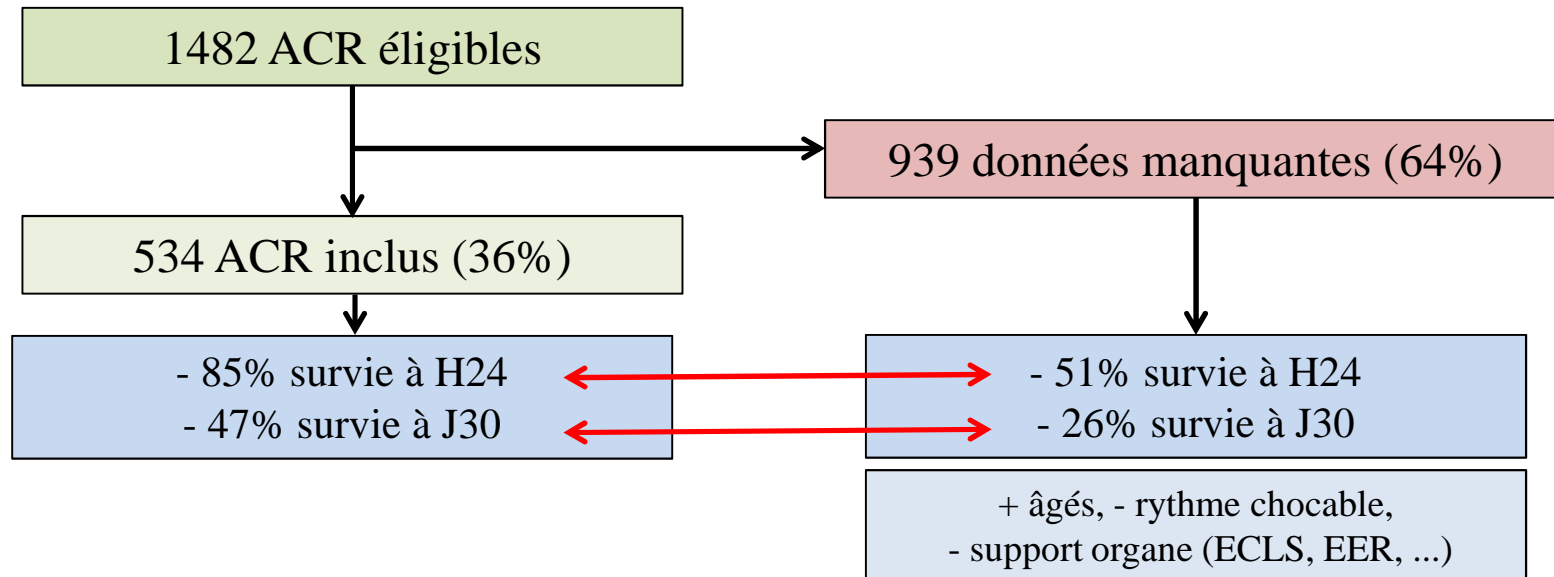 1482 ACR éligibles
939 données manquantes (64%)
534 ACR inclus (36%)
- 85% survie à H24
- 47% survie à J30
- 51% survie à H24
- 26% survie à J30
+ âgés, - rythme chocable,
- support organe (ECLS, EER, ...)